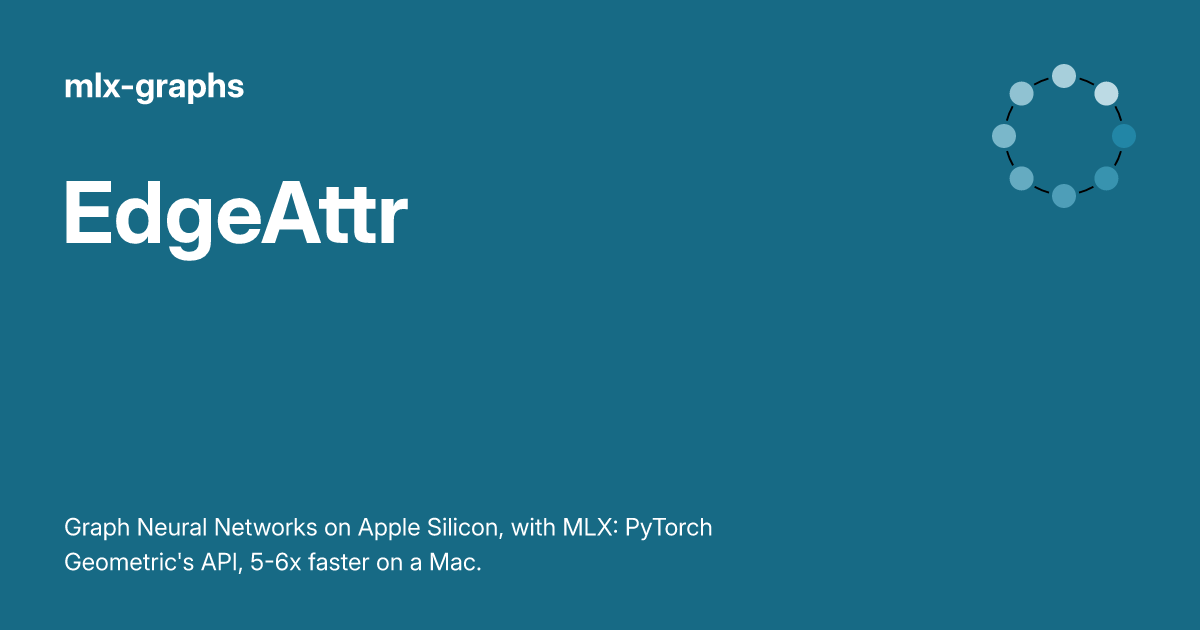 mlx-graphs
EdgeAttr
Graph Neural Networks on Apple Silicon, with MLX: PyTorch
Geometric's API, 5-6x faster on a Mac.